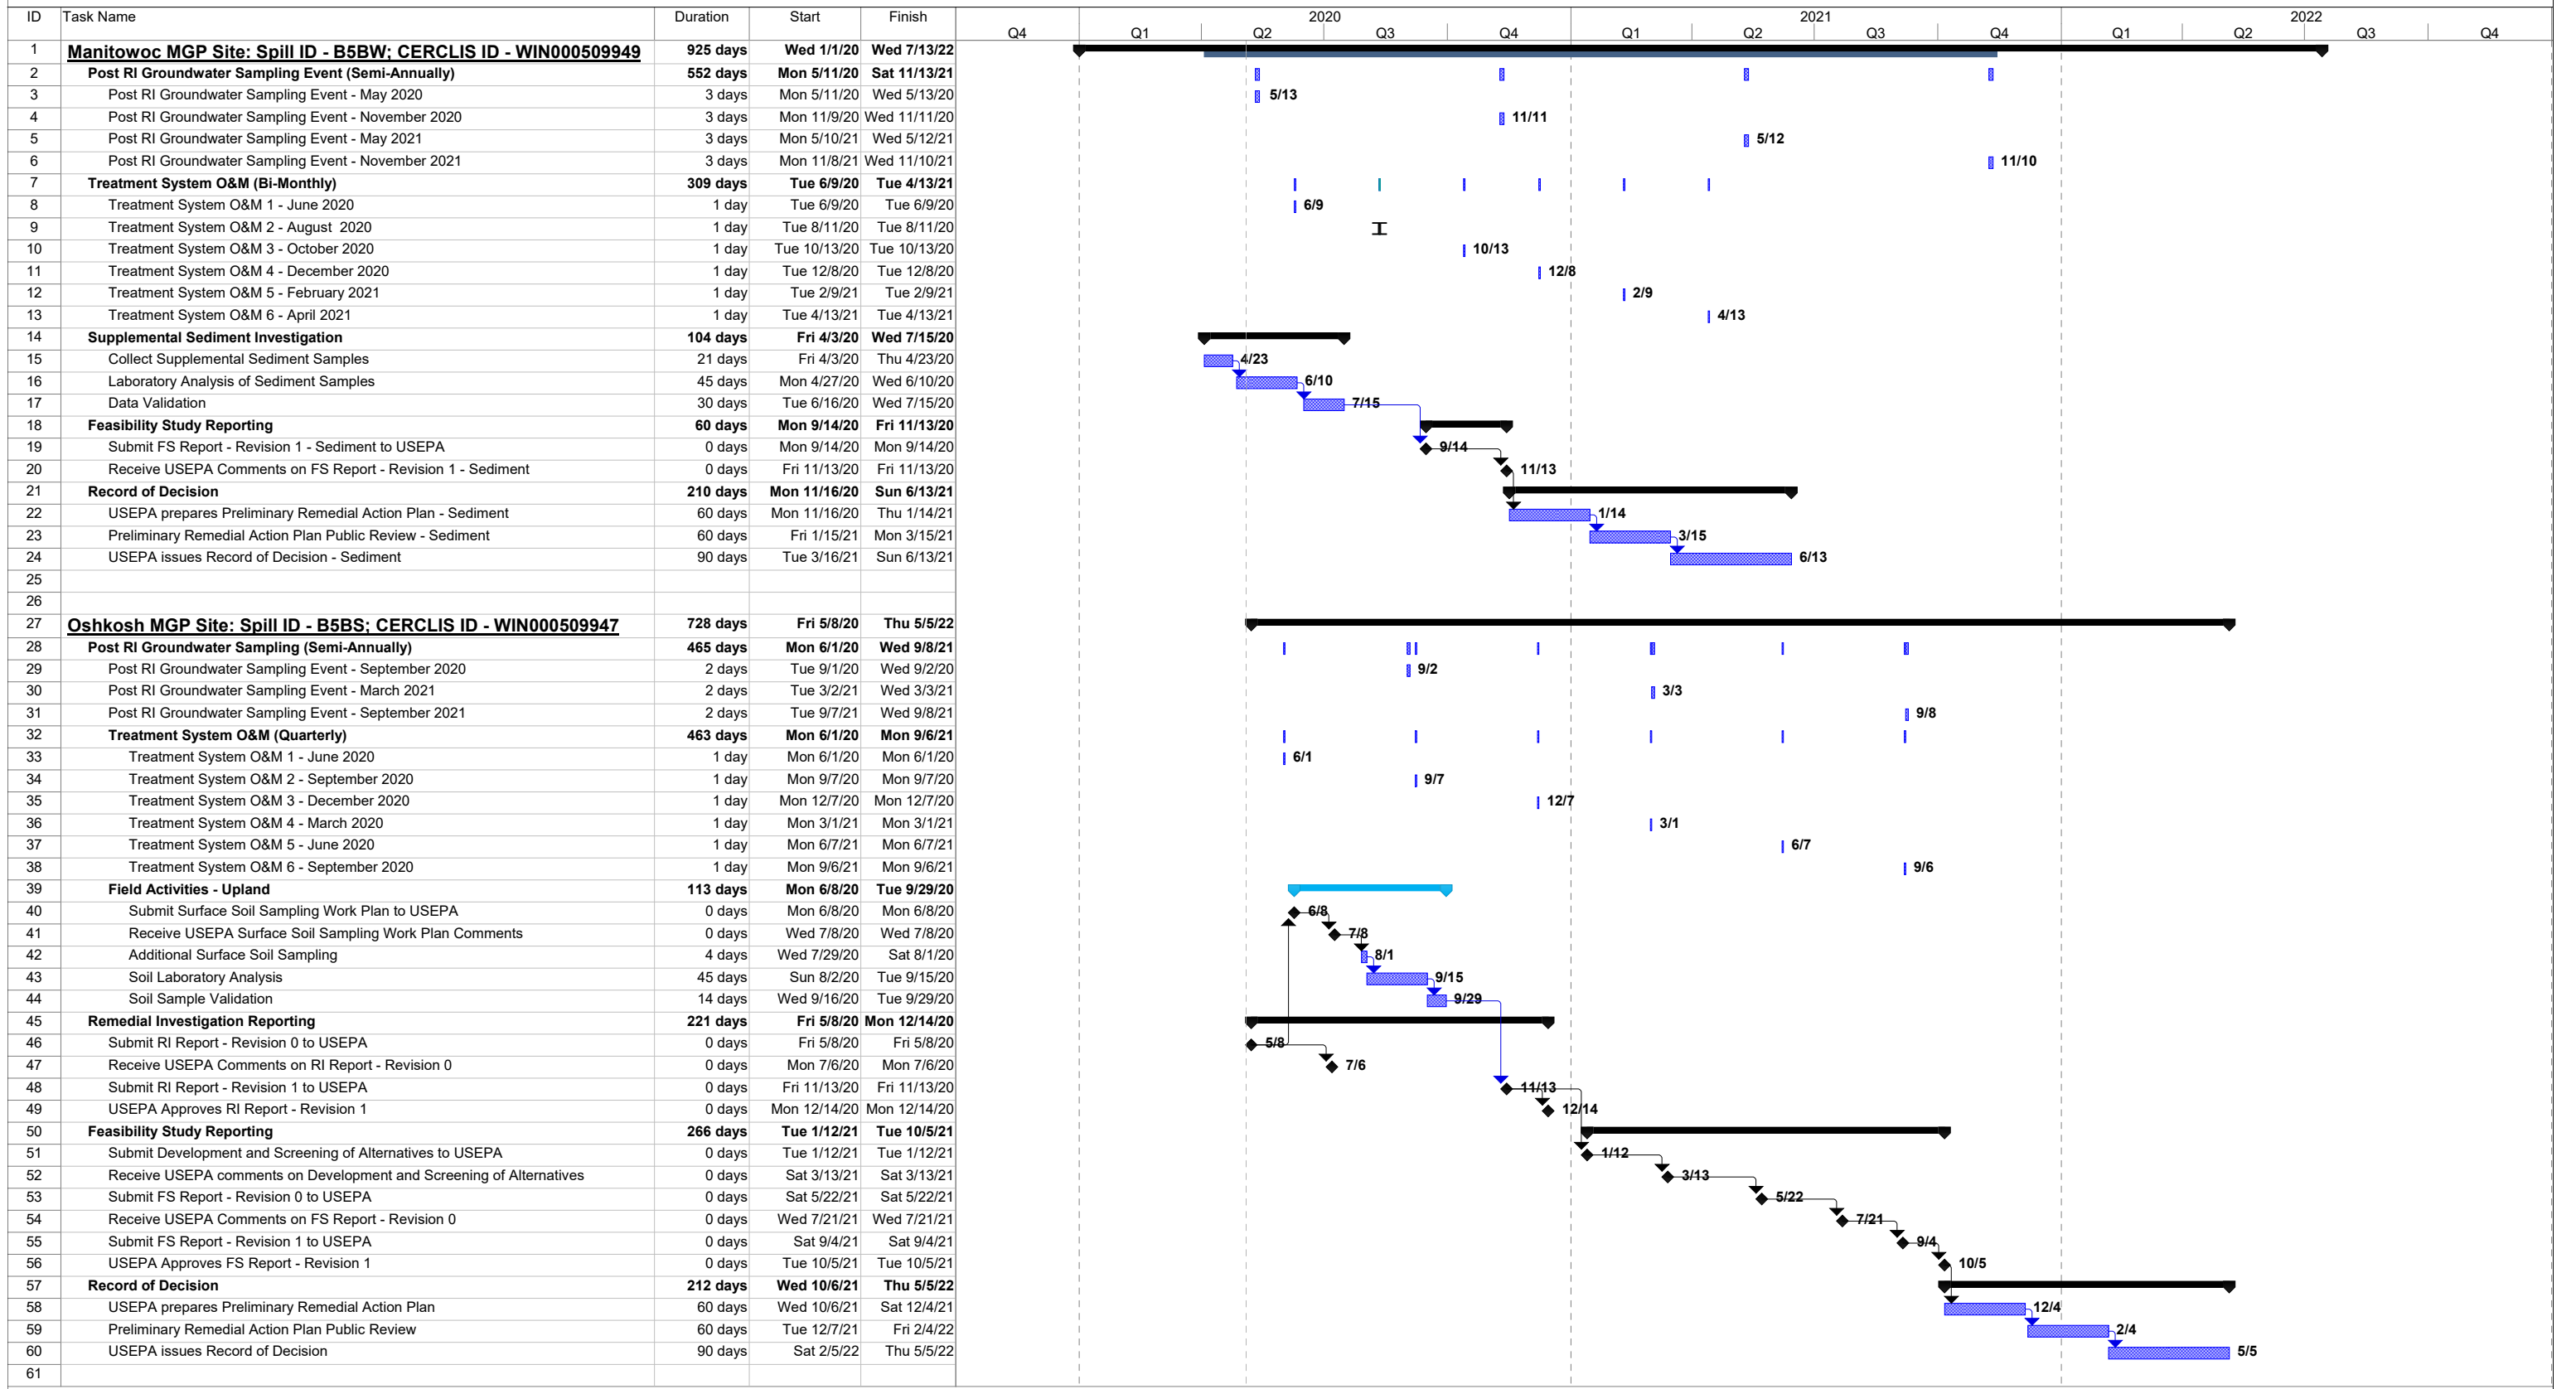 ID Task Name Duration Start Finish 2020 2021 2022
Q4 Q1 Q2 Q3 Q4 Q1 Q2 Q3 Q4 Q1 Q2 Q3 Q4
1 Manitowoc MGP Site: Spill ID - B5BW; CERCLIS ID - WIN000509949 925 days Wed 1/1/20 Wed 7/13/22
2 Post RI Groundwater Sampling Event (Semi-Annually) 552 days Mon 5/11/20 Sat 11/13/21
3 Post RI Groundwater Sampling Event - May 2020 3 days Mon 5/11/20 Wed 5/13/20 5/13
4 Post RI Groundwater Sampling Event - November 2020 3 days Mon 11/9/20 Wed 11/11/20 11/11
5 Post RI Groundwater Sampling Event - May 2021 3 days Mon 5/10/21 Wed 5/12/21 5/12
6 Post RI Groundwater Sampling Event - November 2021 3 days Mon 11/8/21 Wed 11/10/21 11/10
7 Treatment System O&M (Bi-Monthly) 309 days Tue 6/9/20 Tue 4/13/21
8 Treatment System O&M 1 - June 2020 1 day Tue 6/9/20 Tue 6/9/20 6/9
9 Treatment System O&M 2 - August  2020 1 day Tue 8/11/20 Tue 8/11/20
10 Treatment System O&M 3 - October 2020 1 day Tue 10/13/20 Tue 10/13/20 10/13
11 Treatment System O&M 4 - December 2020 1 day Tue 12/8/20 Tue 12/8/20 12/8
12 Treatment System O&M 5 - February 2021 1 day Tue 2/9/21 Tue 2/9/21 2/9
13 Treatment System O&M 6 - April 2021 1 day Tue 4/13/21 Tue 4/13/21 4/13
14 Supplemental Sediment Investigation 104 days Fri 4/3/20 Wed 7/15/20
15 Collect Supplemental Sediment Samples 21 days Fri 4/3/20 Thu 4/23/20 4/23
16 Laboratory Analysis of Sediment Samples 45 days Mon 4/27/20 Wed 6/10/20 6/10
17 Data Validation 30 days Tue 6/16/20 Wed 7/15/20 7/15
18 Feasibility Study Reporting 60 days Mon 9/14/20 Fri 11/13/20
19 Submit FS Report - Revision 1 - Sediment to USEPA 0 days Mon 9/14/20 Mon 9/14/20 9/14
20 Receive USEPA Comments on FS Report - Revision 1 - Sediment 0 days Fri 11/13/20 Fri 11/13/20 11/13
21 Record of Decision 210 days Mon 11/16/20 Sun 6/13/21
22 USEPA prepares Preliminary Remedial Action Plan - Sediment 60 days Mon 11/16/20 Thu 1/14/21 1/14
23 Preliminary Remedial Action Plan Public Review - Sediment 60 days Fri 1/15/21 Mon 3/15/21 3/15
24 USEPA issues Record of Decision - Sediment 90 days Tue 3/16/21 Sun 6/13/21 6/13
25
26
27 Oshkosh MGP Site: Spill ID - B5BS; CERCLIS ID - WIN000509947 728 days Fri 5/8/20 Thu 5/5/22
28 Post RI Groundwater Sampling (Semi-Annually) 465 days Mon 6/1/20 Wed 9/8/21
29 Post RI Groundwater Sampling Event - September 2020 2 days Tue 9/1/20 Wed 9/2/20 9/2
30 Post RI Groundwater Sampling Event - March 2021 2 days Tue 3/2/21 Wed 3/3/21 3/3
31 Post RI Groundwater Sampling Event - September 2021 2 days Tue 9/7/21 Wed 9/8/21 9/8
32 Treatment System O&M (Quarterly) 463 days Mon 6/1/20 Mon 9/6/21
33 Treatment System O&M 1 - June 2020 1 day Mon 6/1/20 Mon 6/1/20 6/1
34 Treatment System O&M 2 - September 2020 1 day Mon 9/7/20 Mon 9/7/20 9/7
35 Treatment System O&M 3 - December 2020 1 day Mon 12/7/20 Mon 12/7/20 12/7
36 Treatment System O&M 4 - March 2020 1 day Mon 3/1/21 Mon 3/1/21 3/1
37 Treatment System O&M 5 - June 2020 1 day Mon 6/7/21 Mon 6/7/21 6/7
38 Treatment System O&M 6 - September 2020 1 day Mon 9/6/21 Mon 9/6/21 9/6
39 Field Activities - Upland 113 days Mon 6/8/20 Tue 9/29/20
40 Submit Surface Soil Sampling Work Plan to USEPA 0 days Mon 6/8/20 Mon 6/8/20 6/8
41 Receive USEPA Surface Soil Sampling Work Plan Comments 0 days Wed 7/8/20 Wed 7/8/20 7/8
42 Additional Surface Soil Sampling 4 days Wed 7/29/20 Sat 8/1/20 8/1
43 Soil Laboratory Analysis 45 days Sun 8/2/20 Tue 9/15/20 9/15
44 Soil Sample Validation 14 days Wed 9/16/20 Tue 9/29/20 9/29
45 Remedial Investigation Reporting 221 days Fri 5/8/20 Mon 12/14/20
46 Submit RI Report - Revision 0 to USEPA 0 days Fri 5/8/20 Fri 5/8/20 5/8
47 Receive USEPA Comments on RI Report - Revision 0 0 days Mon 7/6/20 Mon 7/6/20 7/6
48 Submit RI Report - Revision 1 to USEPA 0 days Fri 11/13/20 Fri 11/13/20 11/13
49 USEPA Approves RI Report - Revision 1 0 days Mon 12/14/20 Mon 12/14/20 12/14
50 Feasibility Study Reporting 266 days Tue 1/12/21 Tue 10/5/21
51 Submit Development and Screening of Alternatives to USEPA 0 days Tue 1/12/21 Tue 1/12/21 1/12
52 Receive USEPA comments on Development and Screening of Alternatives 0 days Sat 3/13/21 Sat 3/13/21 3/13
53 Submit FS Report - Revision 0 to USEPA 0 days Sat 5/22/21 Sat 5/22/21 5/22
54 Receive USEPA Comments on FS Report - Revision 0 0 days Wed 7/21/21 Wed 7/21/21 7/21
55 Submit FS Report - Revision 1 to USEPA 0 days Sat 9/4/21 Sat 9/4/21 9/4
56 USEPA Approves FS Report - Revision 1 0 days Tue 10/5/21 Tue 10/5/21 10/5
57 Record of Decision 212 days Wed 10/6/21 Thu 5/5/22
58 USEPA prepares Preliminary Remedial Action Plan 60 days Wed 10/6/21 Sat 12/4/21 12/4
59 Preliminary Remedial Action Plan Public Review 60 days Tue 12/7/21 Fri 2/4/22 2/4
60 USEPA issues Record of Decision 90 days Sat 2/5/22 Thu 5/5/22 5/5
61